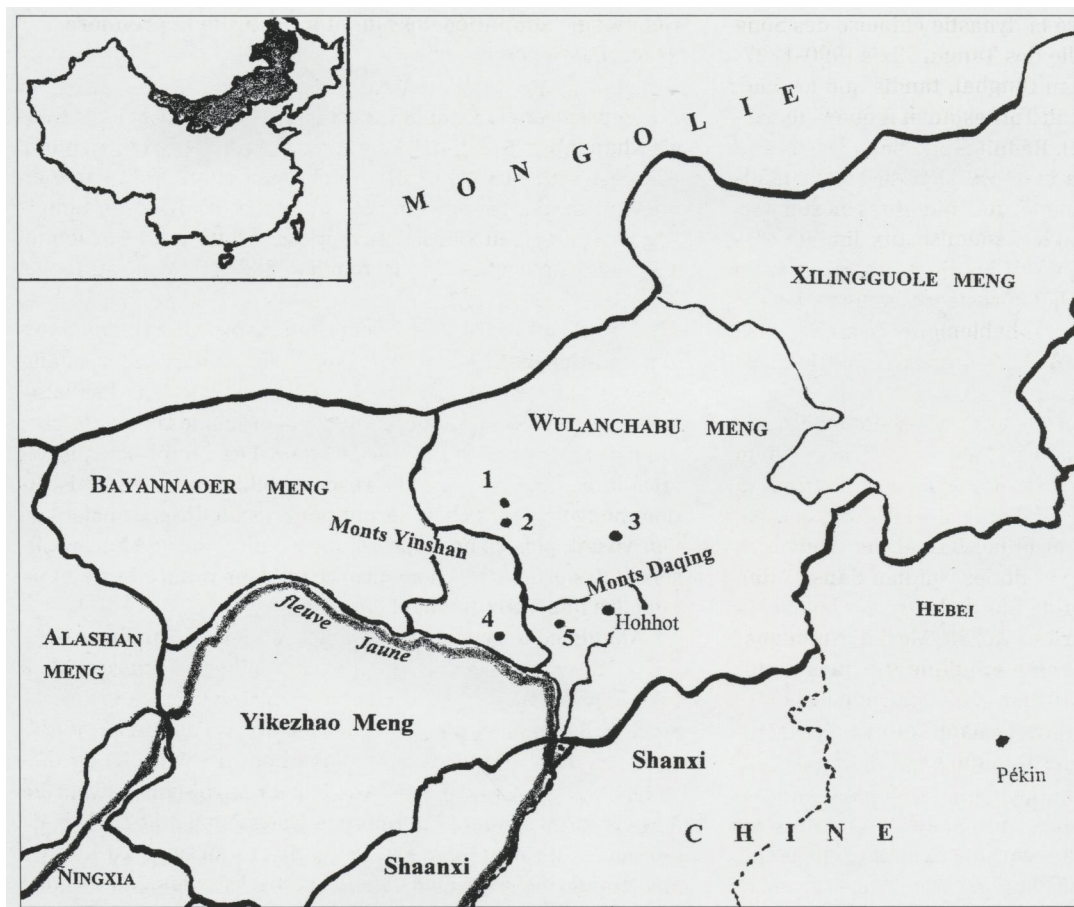 MONGOLIE
XILINGGUOLE MENG
WULANCHABU MENG
BAYANNAOER MENG
1
2
3
Monts Yinshan
Monts Daqing
HEBEI
Hohhot
fleuve
Jaune
4
5
ALASHAN
MENG
Yikezhao Meng
Shanxi
Pékin
CHINE
Shaanxi
NINGXIA